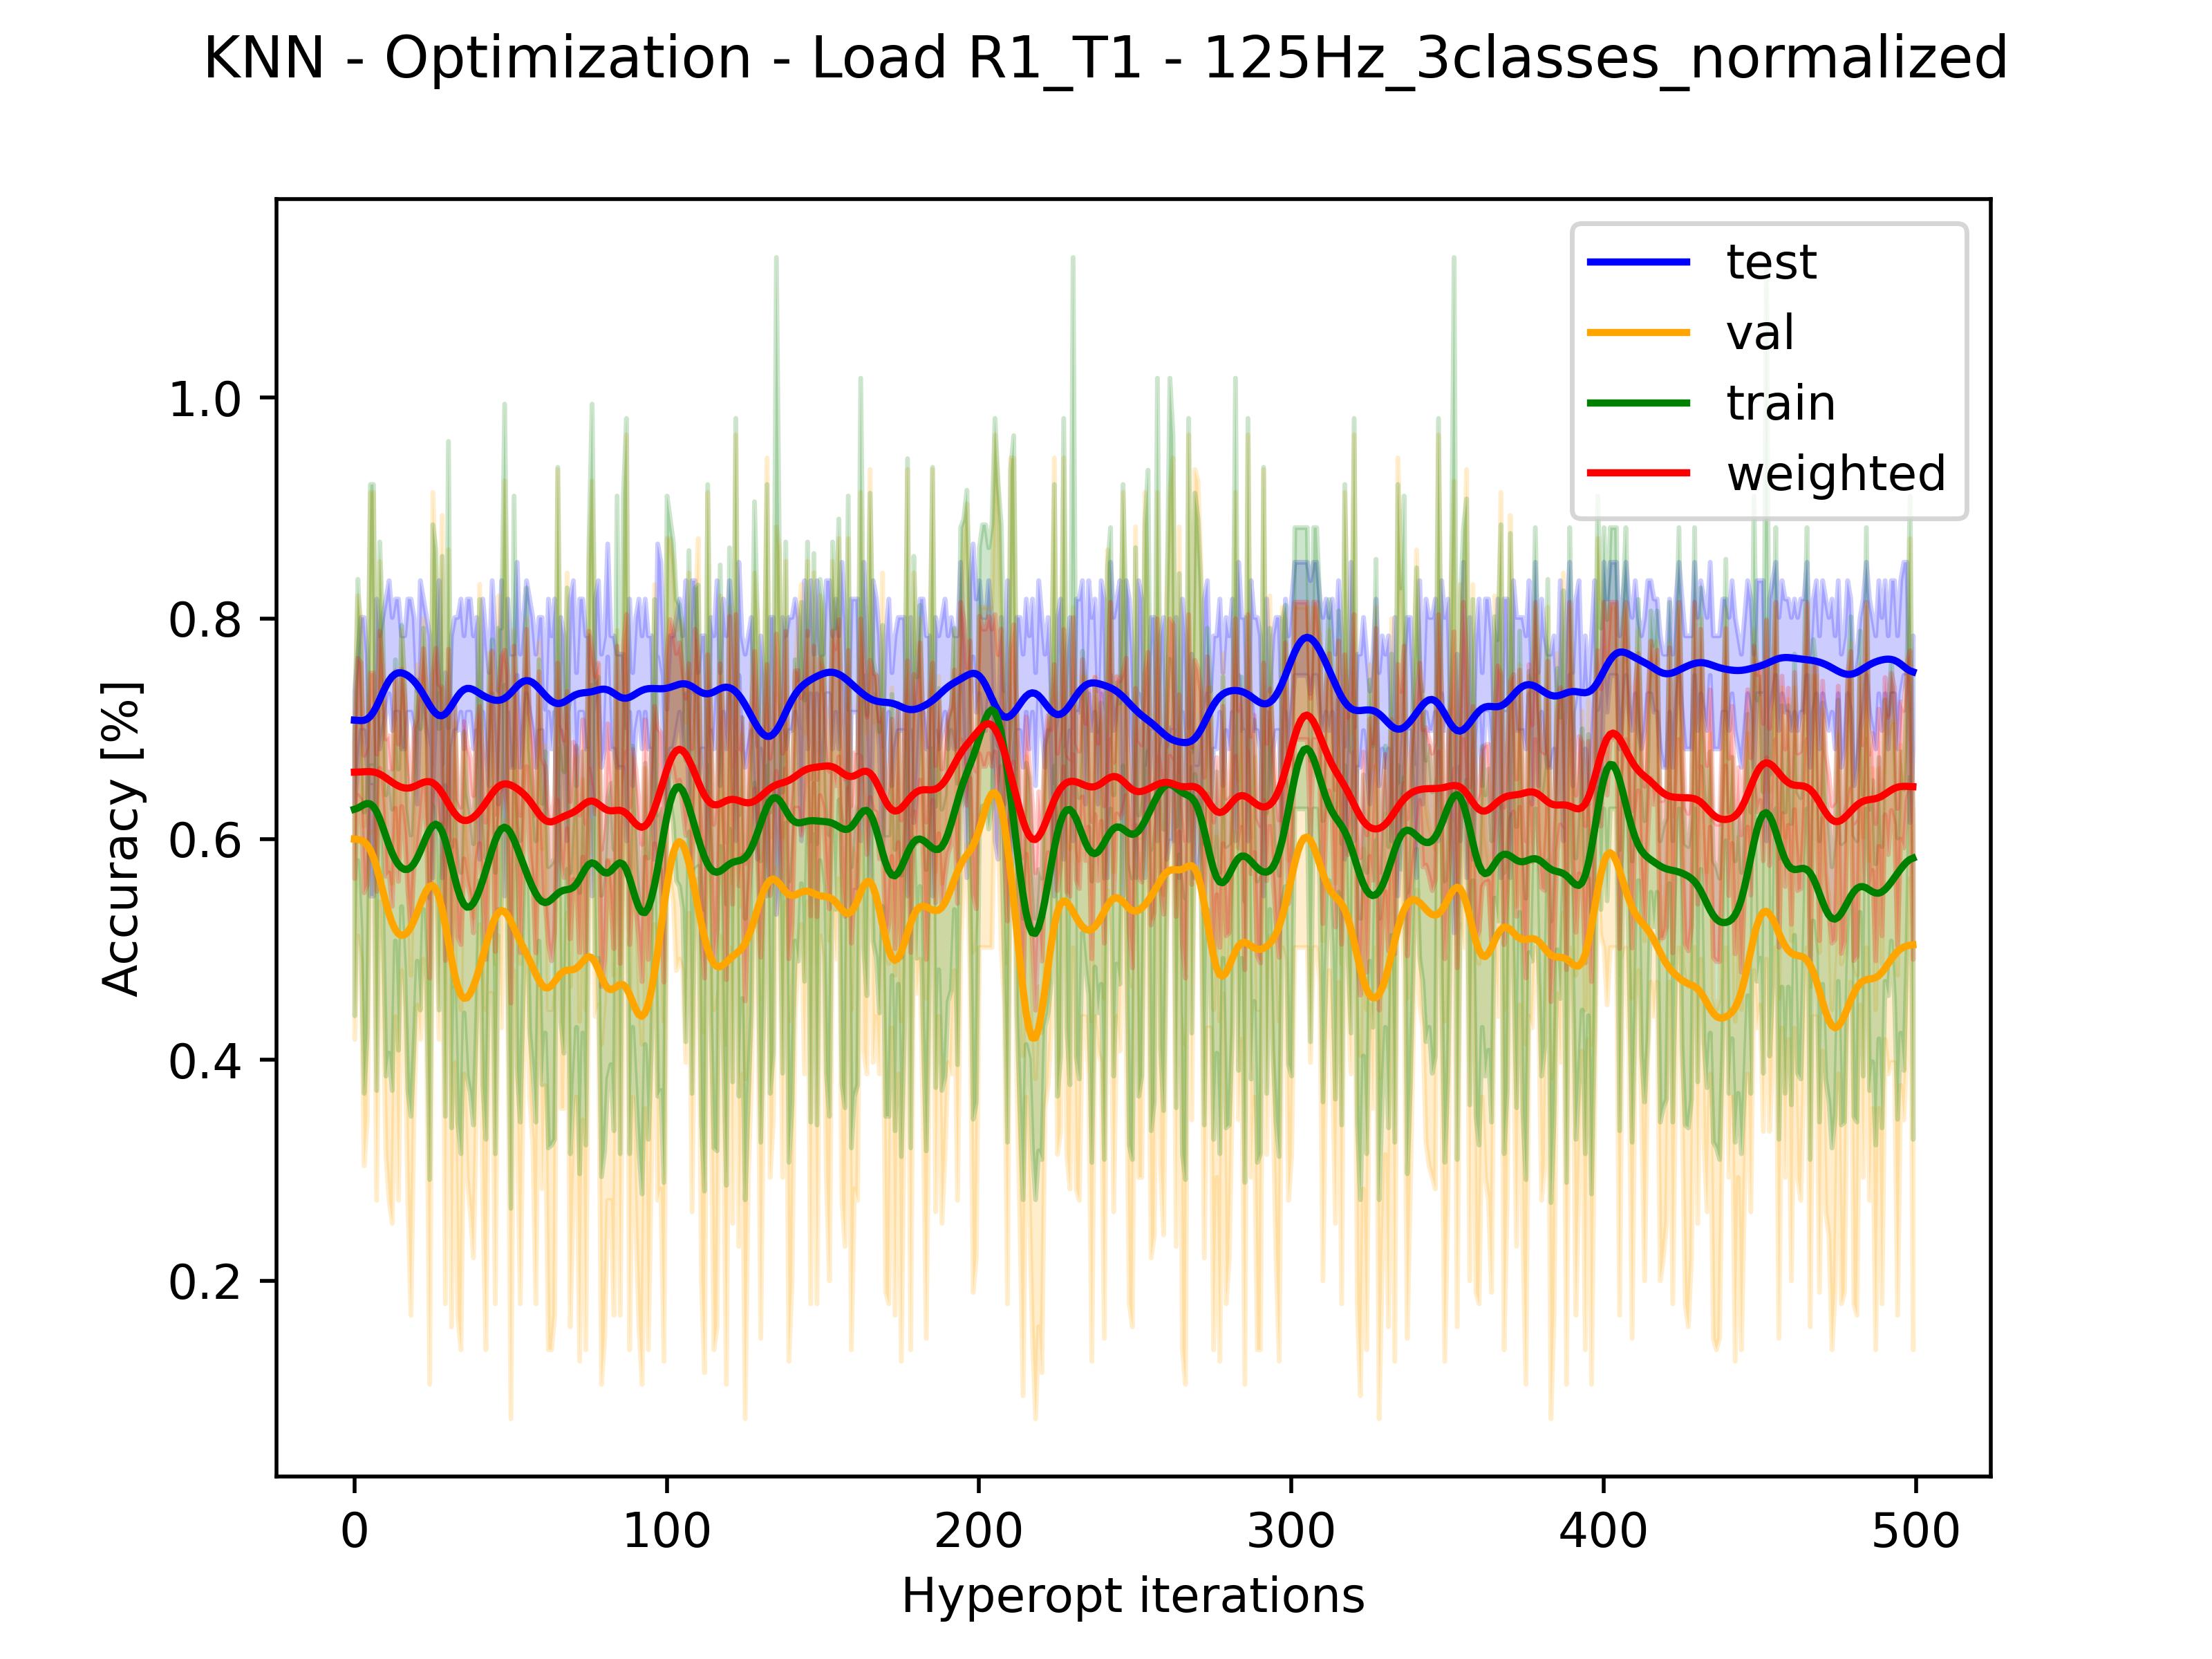 KNN - Optimization - Load R1_T1 - 125Hz_3classes_normalized
test
val
train
weighted
Accuracy [%]
1.0
0.8
0.6
0.4
0.2
0 100 200 300 400 500
Hyperopt iterations